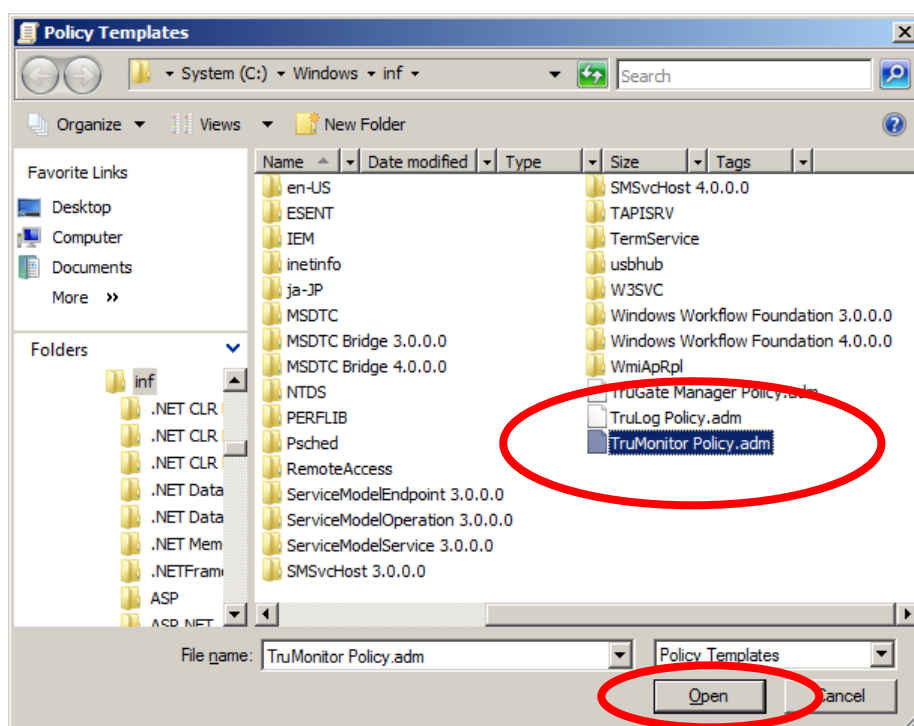 Policy Templates
System (C:) Windows inf
Search
Organize Views New Folder
Favorite Links
Desktop
Computer
Documents
More »
Folders
inf
.NET CLR
.NET CLR
.NET CLR
.NET Data
.NET Data
.NET Mem
.NETFram
ASP
ASP.NET
Name Date modified Type Size Tags
en-US
ESENT
IEM
inetinfo
ja-JP
MSDTC
MSDTC Bridge 3.0.0.0
MSDTC Bridge 4.0.0.0
NTDS
PERFLIB
Psched
RemoteAccess
ServiceModelEndpoint 3.0.0.0
ServiceModelOperation 3.0.0.0
ServiceModelService 3.0.0.0
SMSvcHost 3.0.0.0
SMSvcHost 4.0.0.0
TAPISRV
TermService
usbhub
W3SVC
Windows Workflow Foundation 3.0.0.0
Windows Workflow Foundation 4.0.0.0
WmiApRpl
TruGate Manager Policy.adm
TruLog Policy.adm
TruMonitor Policy.adm
File name: TruMonitor Policy.adm Policy Templates
Open Cancel